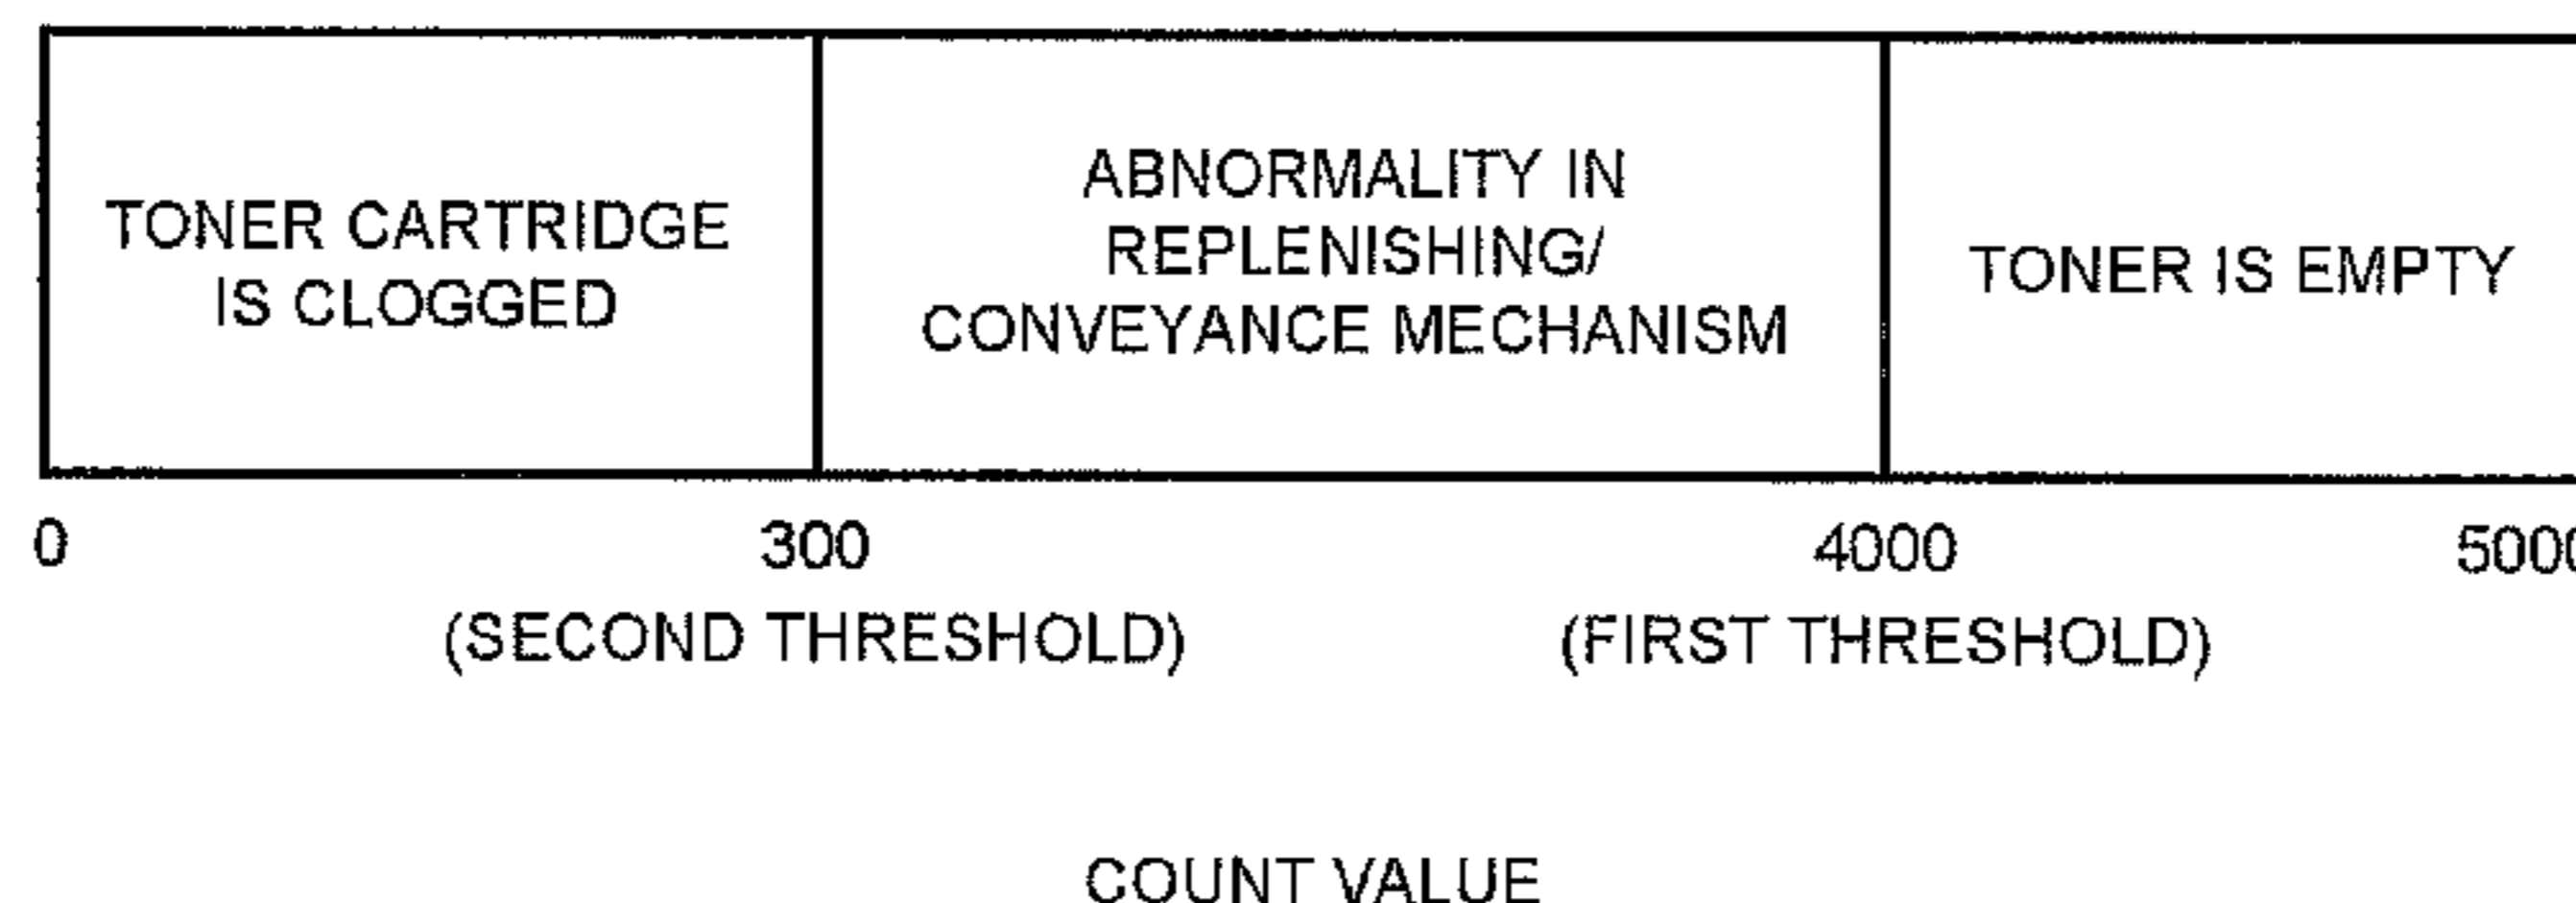 TONER CARTRIDGE
IS CLOGGED
ABNORMALITY IN
REPLENISHING/
CONVEYANCE MECHANISM
TONER IS EMPTY
0 300 4000 5000
(SECOND THRESHOLD) (FIRST THRESHOLD)
COUNT VALUE